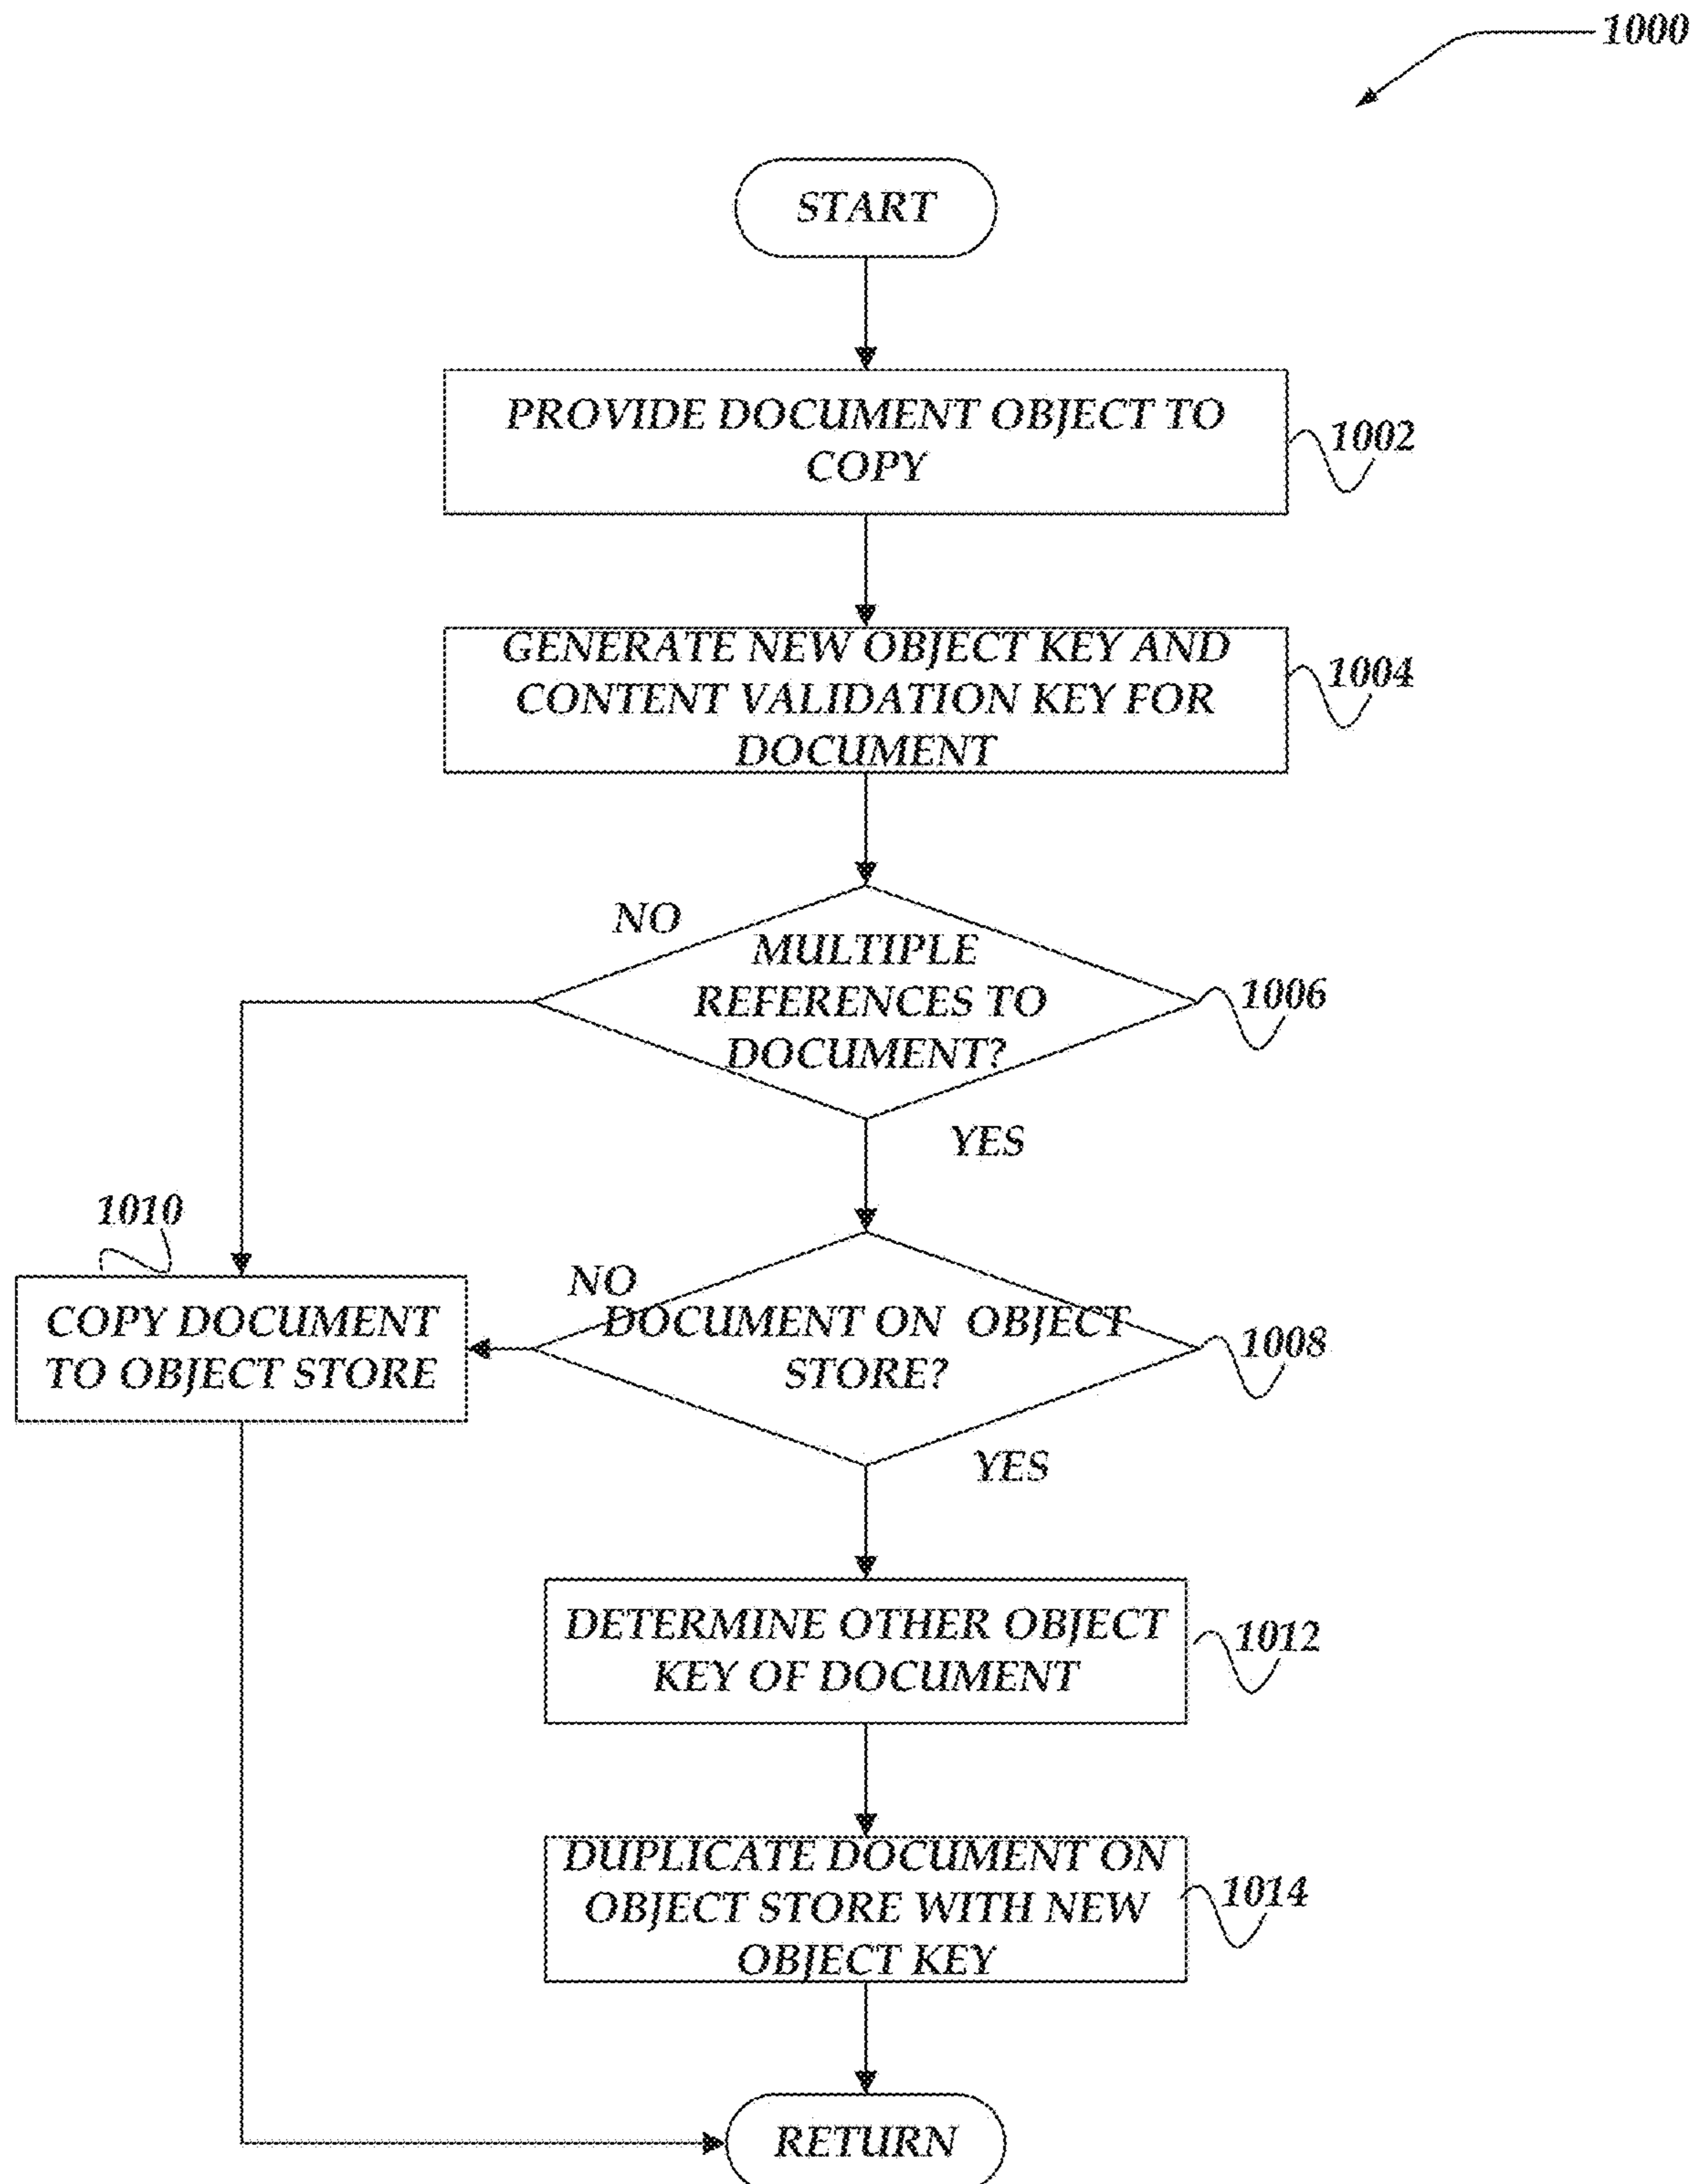 1000
START
PROVIDE DOCUMENT OBJECT TO
COPY
1002
GENERATE NEW OBJECT KEY AND
CONTENT VALIDATION KEY FOR
DOCUMENT
1004
NO
MULTIPLE
REFERENCES TO
DOCUMENT?
1006
YES
1010
COPY DOCUMENT
TO OBJECT STORE
NO
DOCUMENT ON OBJECT
STORE?
1008
YES
DETERMINE OTHER OBJECT
KEY OF DOCUMENT
1012
DUPLICATE DOCUMENT ON
OBJECT STORE WITH NEW
OBJECT KEY
1014
RETURN